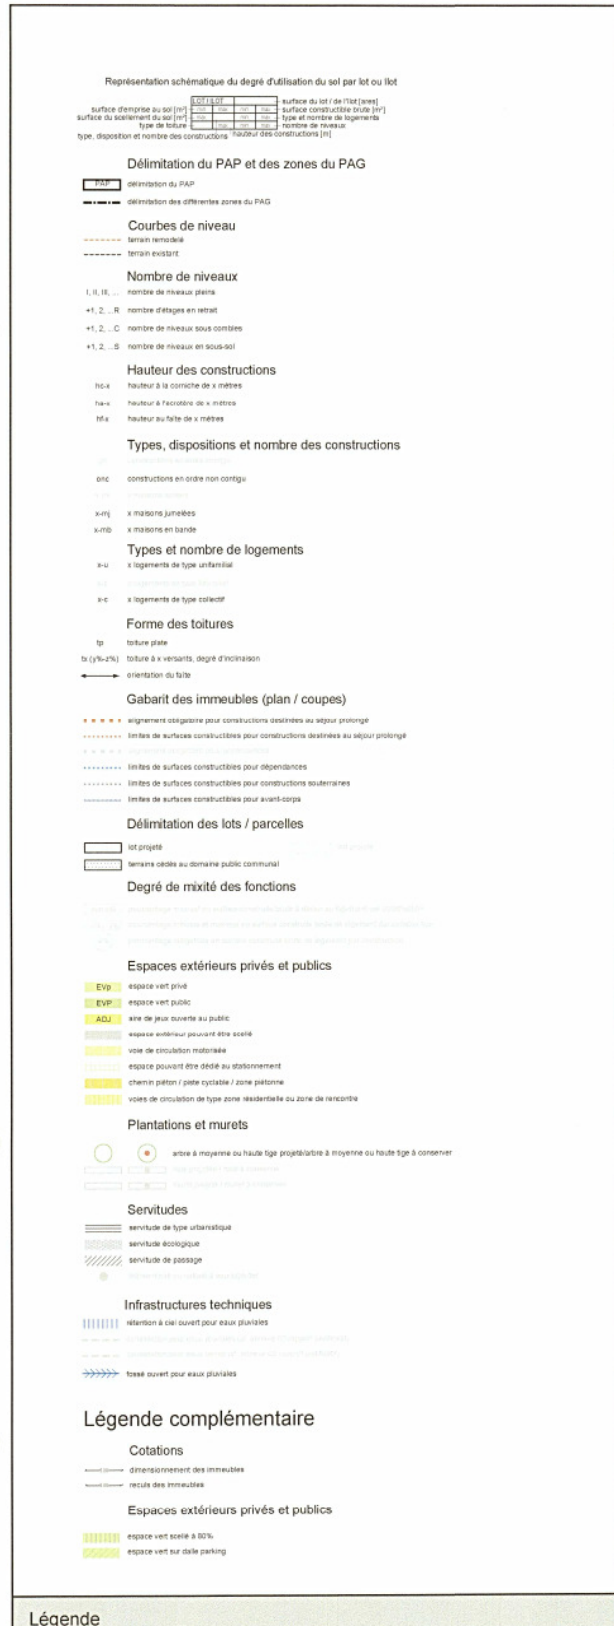 Représentation schématique du degré d'utilisation du sol par lot ou îlot
LOT / ILOT
surface du lot / de l'îlot [ares]
surface d'emprise au sol [m²] min max min max surface constructible brute [m²]
surface du scellement du sol [m²] max min max type et nombre de logements
type de toiture max min max nombre de niveaux
type, disposition et nombre des constructions hauteur des constructions [m]
Délimitation du PAP et des zones du PAG
PAP délimitation du PAP
délimitation des différentes zones du PAG
Courbes de niveau
terrain remodelé
terrain existant
Nombre de niveaux
I, II, III, ... nombre de niveaux pleins
+1, 2, ...R nombre d'étages en retrait
+1, 2, ...C nombre de niveaux sous combles
+1, 2, ...S nombre de niveaux en sous-sol
Hauteur des constructions
hc-x hauteur à la corniche de x mètres
ha-x hauteur à l'acrotère de x mètres
hf-x hauteur au faîte de x mètres
Types, dispositions et nombre des constructions
onc constructions en ordre non contigu
x-mj x maisons jumelées
x-mb x maisons en bande
Types et nombre de logements
x-u x logements de type unifamilial
x-c x logements de type collectif
Forme des toitures
tp toiture plate
tx (y%-z%) toiture à x versants, degré d'inclinaison
orientation du faîte
Gabarit des immeubles (plan / coupes)
alignement obligatoire pour constructions destinées au séjour prolongé
limites de surfaces constructibles pour constructions destinées au séjour prolongé
limites de surfaces constructibles pour dépendances
limites de surfaces constructibles pour constructions souterraines
limites de surfaces constructibles pour avant-corps
Délimitation des lots / parcelles
lot projeté
terrains cédés au domaine public communal
Degré de mixité des fonctions
Espaces extérieurs privés et publics
EVp espace vert privé
EVP espace vert public
ADJ aire de jeux ouverte au public
espace extérieur pouvant être scellé
voie de circulation motorisée
espace pouvant être dédié au stationnement
chemin piéton / piste cyclable / zone piétonne
voies de circulation de type zone résidentielle ou zone de rencontre
Plantations et murets
arbre à moyenne ou haute tige projeté/arbre à moyenne ou haute tige à conserver
Servitudes
servitude de type urbanistique
servitude écologique
servitude de passage
Infrastructures techniques
rétention à ciel ouvert pour eaux pluviales
fossé ouvert pour eaux pluviales
Légende complémentaire
Cotations
dimensionnement des immeubles
reculs des immeubles
Espaces extérieurs privés et publics
espace vert scellé à 80%
espace vert sur dalle parking
Légende